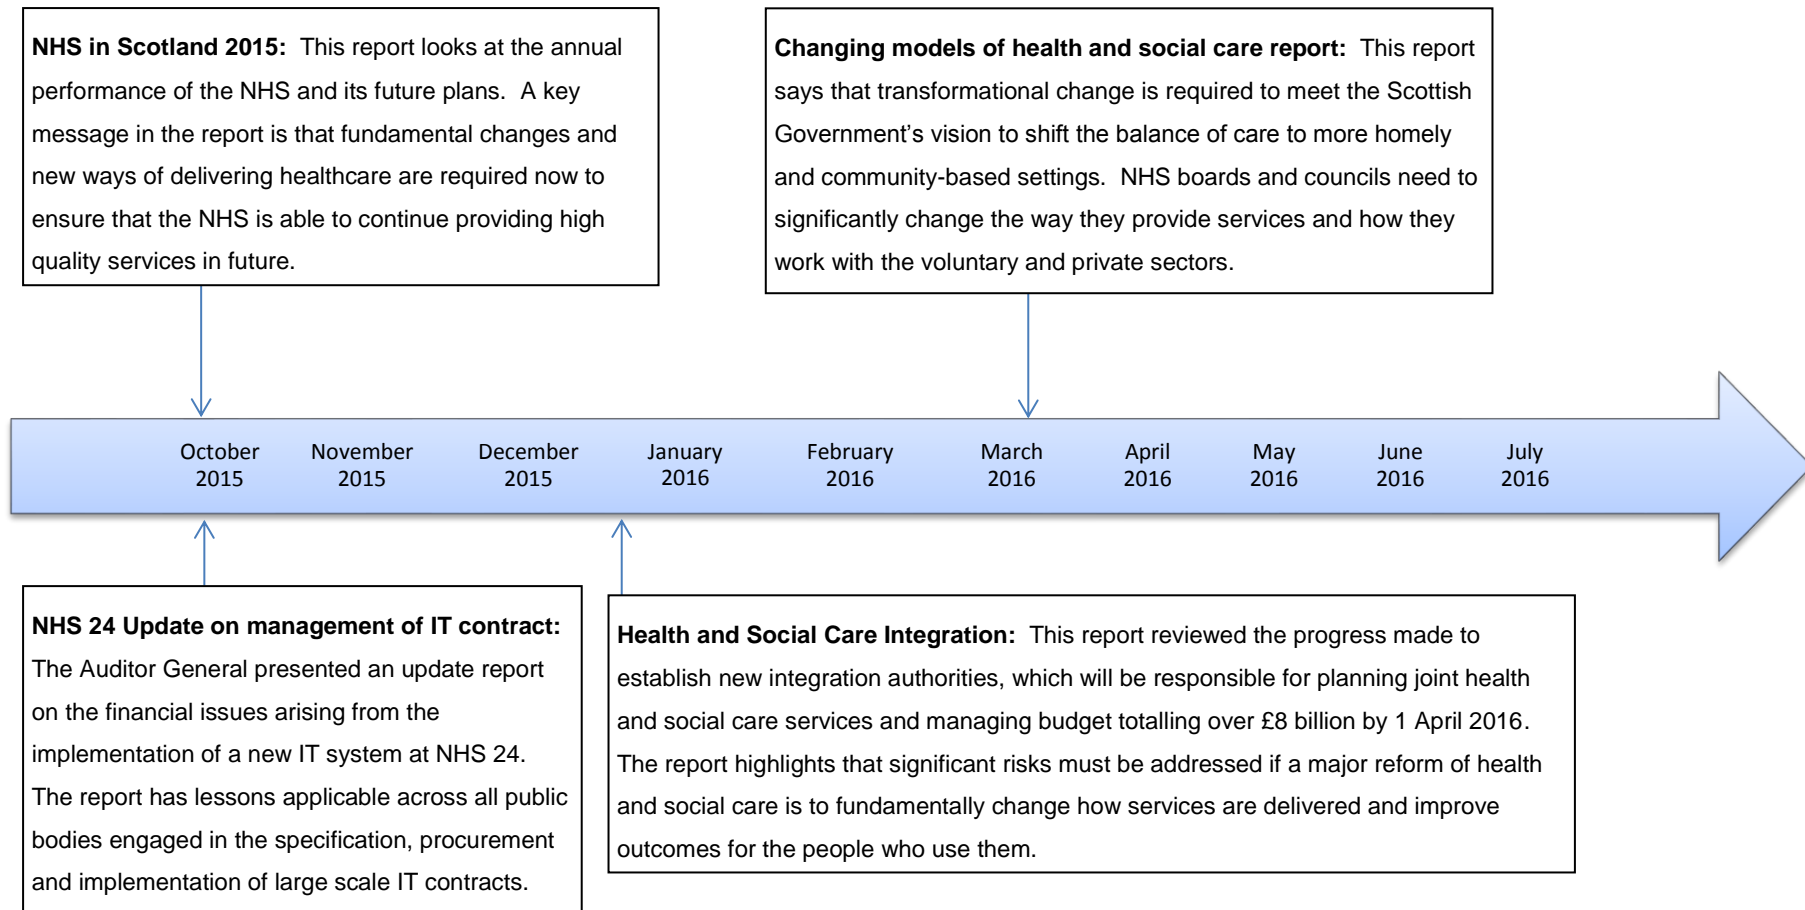 NHS in Scotland 2015:  This report looks at the annual
performance of the NHS and its future plans.  A key
message in the report is that fundamental changes and
new ways of delivering healthcare are required now to
ensure that the NHS is able to continue providing high
quality services in future.
Changing models of health and social care report:  This report
says that transformational change is required to meet the Scottish
Government’s vision to shift the balance of care to more homely
and community-based settings.  NHS boards and councils need to
significantly change the way they provide services and how they
work with the voluntary and private sectors.
October November December January February March April May June July
2015 2015 2015 2016 2016 2016 2016 2016 2016 2016
NHS 24 Update on management of IT contract:
The Auditor General presented an update report
on the financial issues arising from the
implementation of a new IT system at NHS 24.
The report has lessons applicable across all public
bodies engaged in the specification, procurement
and implementation of large scale IT contracts.
Health and Social Care Integration:  This report reviewed the progress made to
establish new integration authorities, which will be responsible for planning joint health
and social care services and managing budget totalling over £8 billion by 1 April 2016.
The report highlights that significant risks must be addressed if a major reform of health
and social care is to fundamentally change how services are delivered and improve
outcomes for the people who use them.